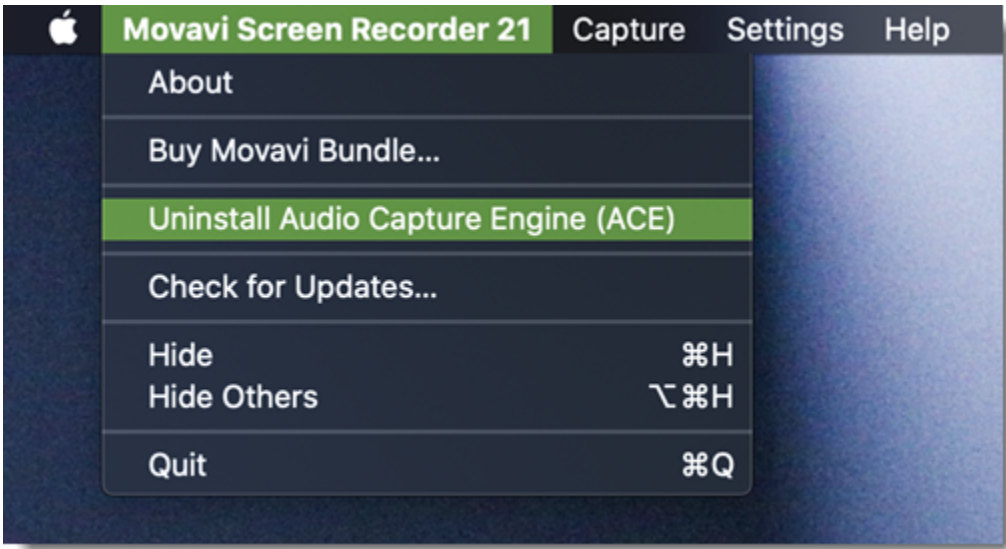 Movavi Screen Recorder 21 Capture Settings Help
About
Buy Movavi Bundle...
Uninstall Audio Capture Engine (ACE)
Check for Updates...
Hide ⌘H
Hide Others ⌥⌘H
Quit ⌘Q